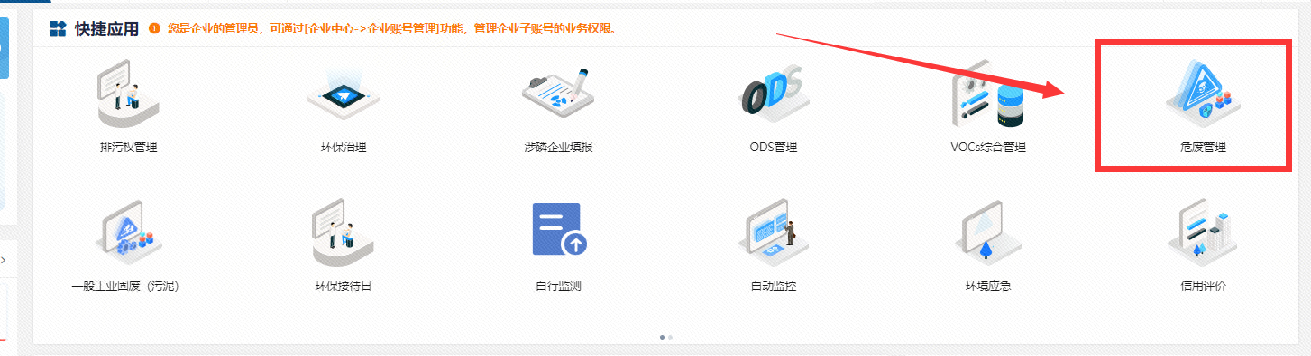 快捷应用 您是企业的管理员，可通过[企业中心->企业账号管理]功能，管理企业子账号的业务权限。
排污权管理 环保治理 涉磷企业填报 ODS管理 VOCs综合管理 危废管理
ODS
一般工业固废（污泥） 环保接待日 自行监测 自动监控 环境应急 信用评价